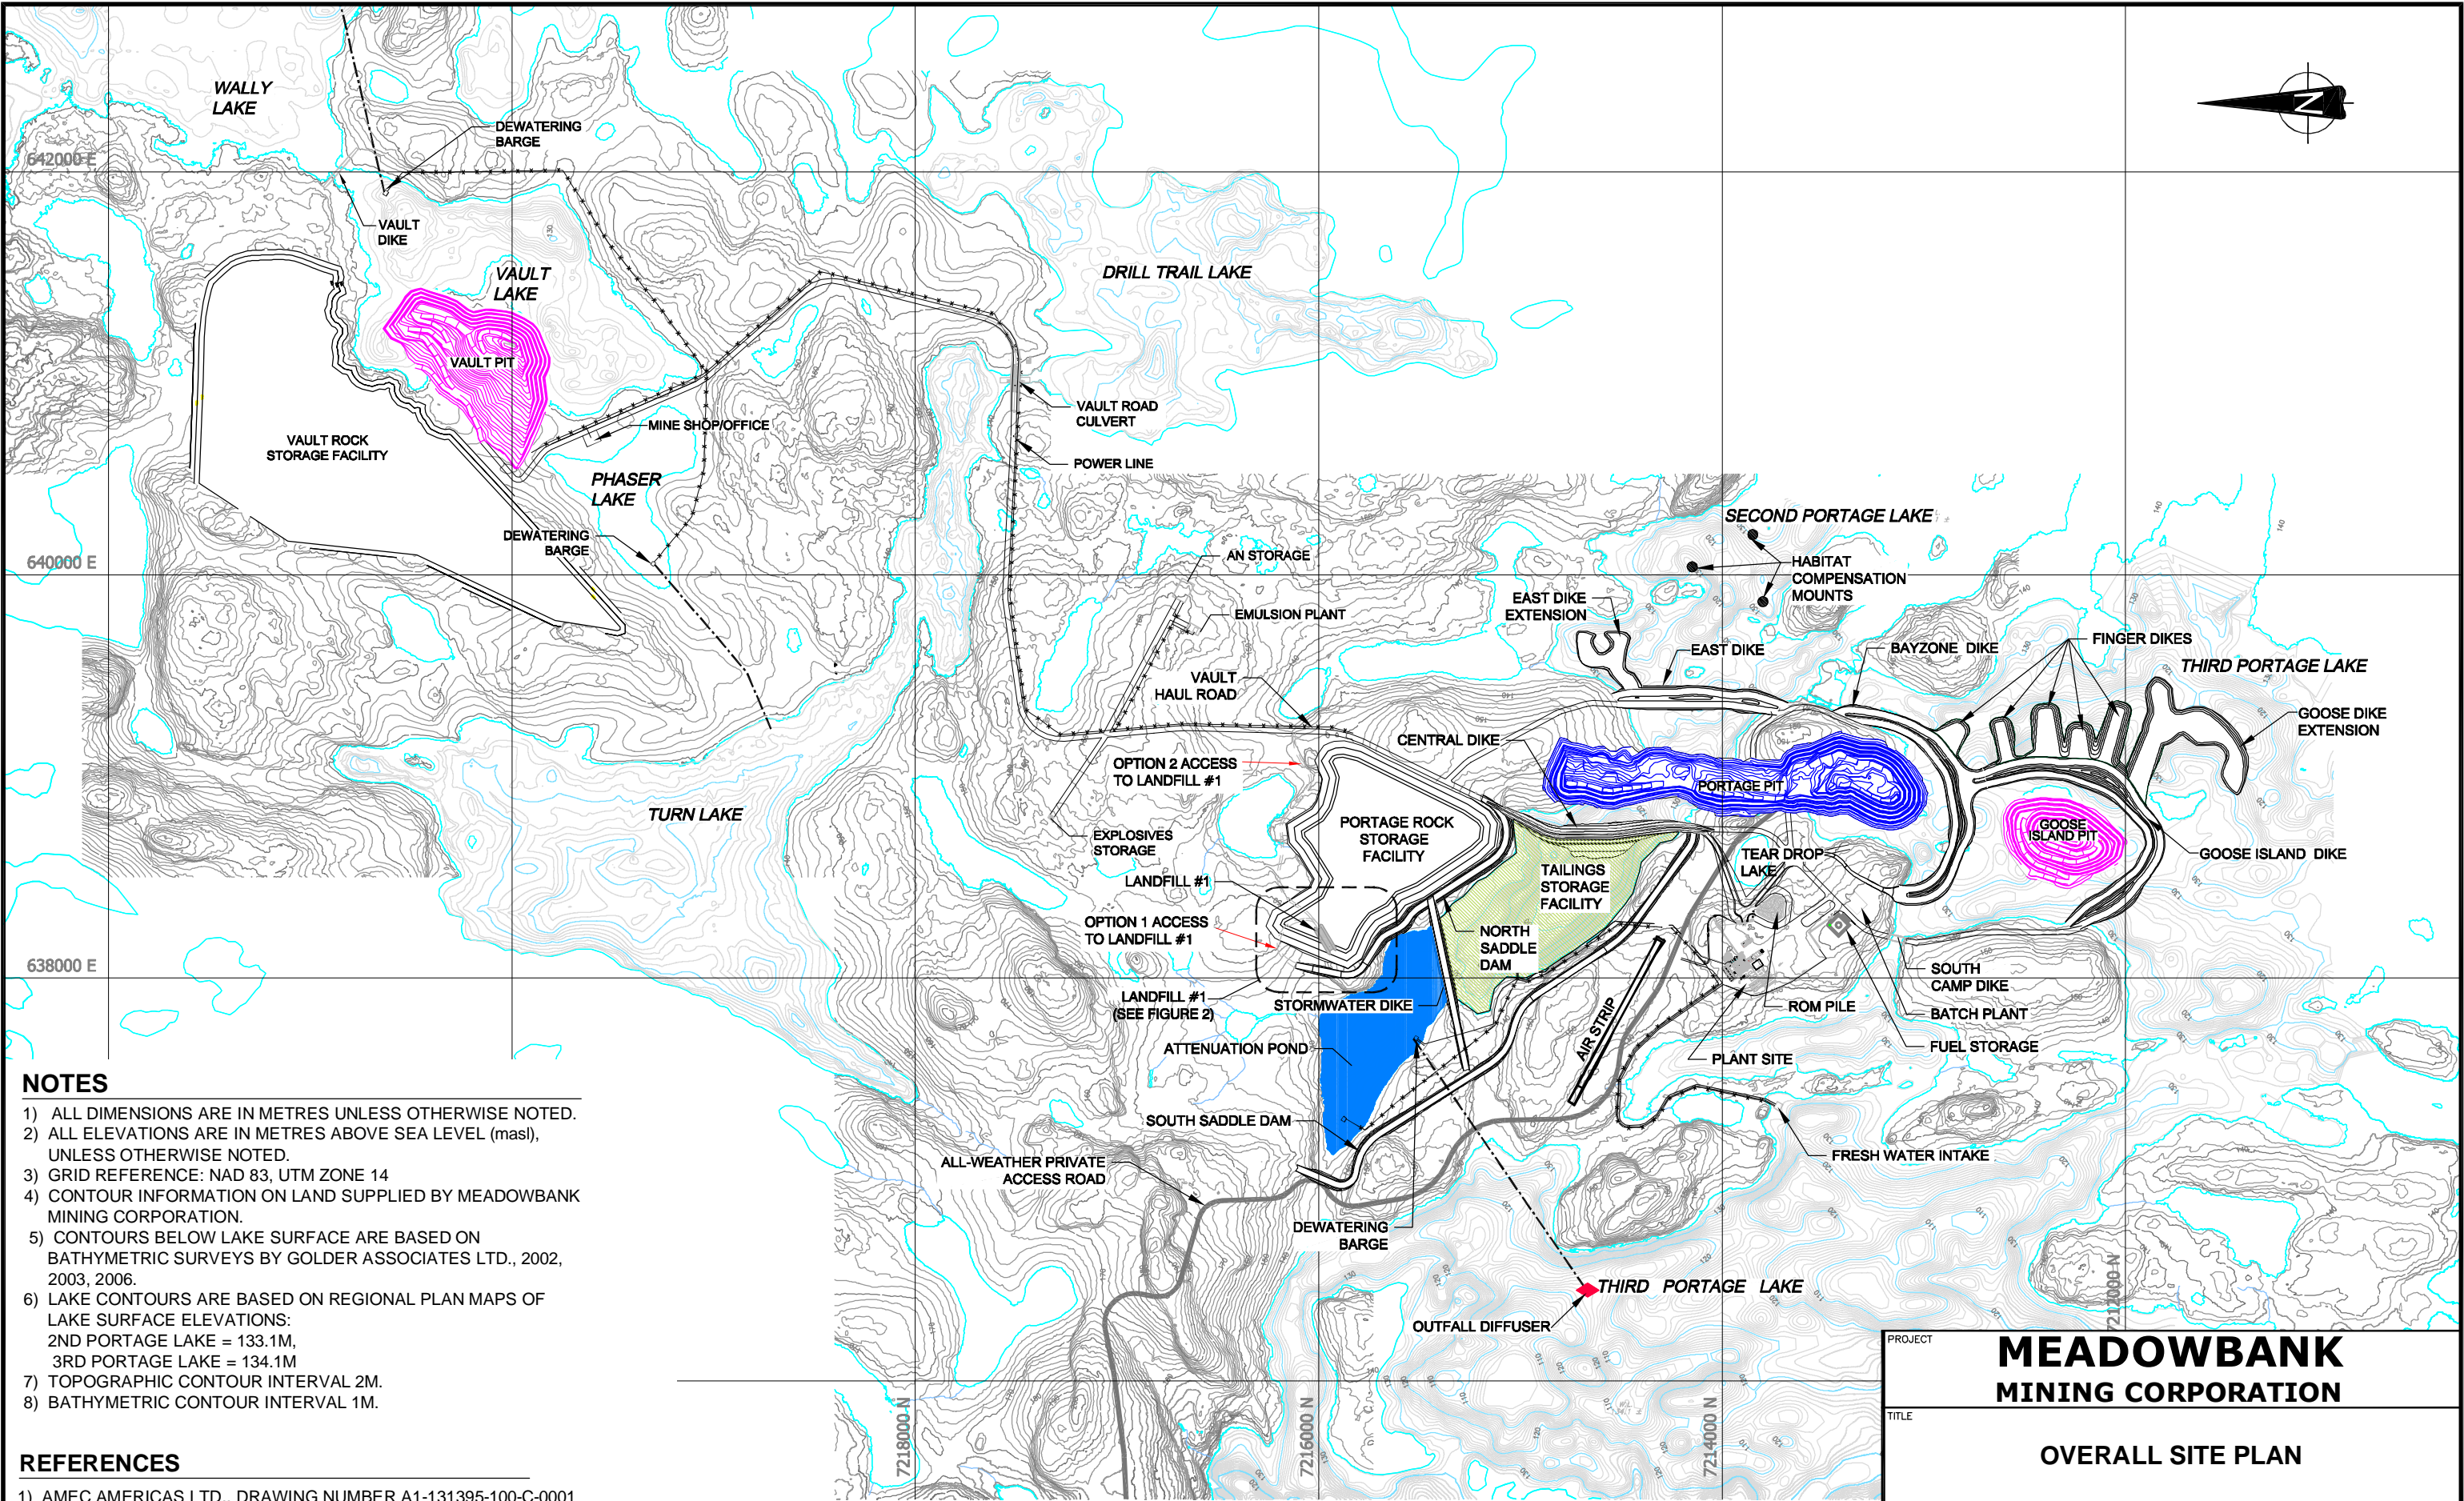 WALLY
LAKE
DEWATERING
BARGE
642000 E
VAULT
DIKE
VAULT
LAKE
DRILL TRAIL LAKE
N
VAULT PIT
VAULT ROCK
STORAGE FACILITY
MINE SHOP/OFFICE
VAULT ROAD
CULVERT
POWER LINE
PHASER
LAKE
DEWATERING
BARGE
640000 E
AN STORAGE
EMULSION PLANT
SECOND PORTAGE LAKE
HABITAT
COMPENSATION
MOUNTS
EAST DIKE
EXTENSION
EAST DIKE
BAYZONE DIKE
FINGER DIKES
THIRD PORTAGE LAKE
GOOSE DIKE
EXTENSION
VAULT
HAUL ROAD
CENTRAL DIKE
OPTION 2 ACCESS
TO LANDFILL #1
PORTAGE PIT
TURN LAKE
EXPLOSIVES
STORAGE
PORTAGE ROCK
STORAGE
FACILITY
GOOSE
ISLAND PIT
GOOSE ISLAND DIKE
TEAR DROP
LAKE
TAILINGS
STORAGE
FACILITY
LANDFILL #1
OPTION 1 ACCESS
TO LANDFILL #1
NORTH
SADDLE
DAM
638000 E
LANDFILL #1
(SEE FIGURE 2)
STORMWATER DIKE
SOUTH
CAMP DIKE
ROM PILE
BATCH PLANT
FUEL STORAGE
AIR STRIP
PLANT SITE
ATTENUATION POND
SOUTH SADDLE DAM
ALL-WEATHER PRIVATE
ACCESS ROAD
FRESH WATER INTAKE
DEWATERING
BARGE
THIRD PORTAGE LAKE
OUTFALL DIFFUSER
7218000 N
7216000 N
7214000 N
7212000 N
NOTES
1) ALL DIMENSIONS ARE IN METRES UNLESS OTHERWISE NOTED.
2) ALL ELEVATIONS ARE IN METRES ABOVE SEA LEVEL (masl),
UNLESS OTHERWISE NOTED.
3) GRID REFERENCE: NAD 83, UTM ZONE 14
4) CONTOUR INFORMATION ON LAND SUPPLIED BY MEADOWBANK
MINING CORPORATION.
5) CONTOURS BELOW LAKE SURFACE ARE BASED ON
BATHYMETRIC SURVEYS BY GOLDER ASSOCIATES LTD., 2002,
2003, 2006.
6) LAKE CONTOURS ARE BASED ON REGIONAL PLAN MAPS OF
LAKE SURFACE ELEVATIONS:
2ND PORTAGE LAKE = 133.1M,
3RD PORTAGE LAKE = 134.1M
7) TOPOGRAPHIC CONTOUR INTERVAL 2M.
8) BATHYMETRIC CONTOUR INTERVAL 1M.
REFERENCES
1) AMEC AMERICAS LTD., DRAWING NUMBER A1-131395-100-C-0001
PROJECT
MEADOWBANK
MINING CORPORATION
TITLE
OVERALL SITE PLAN